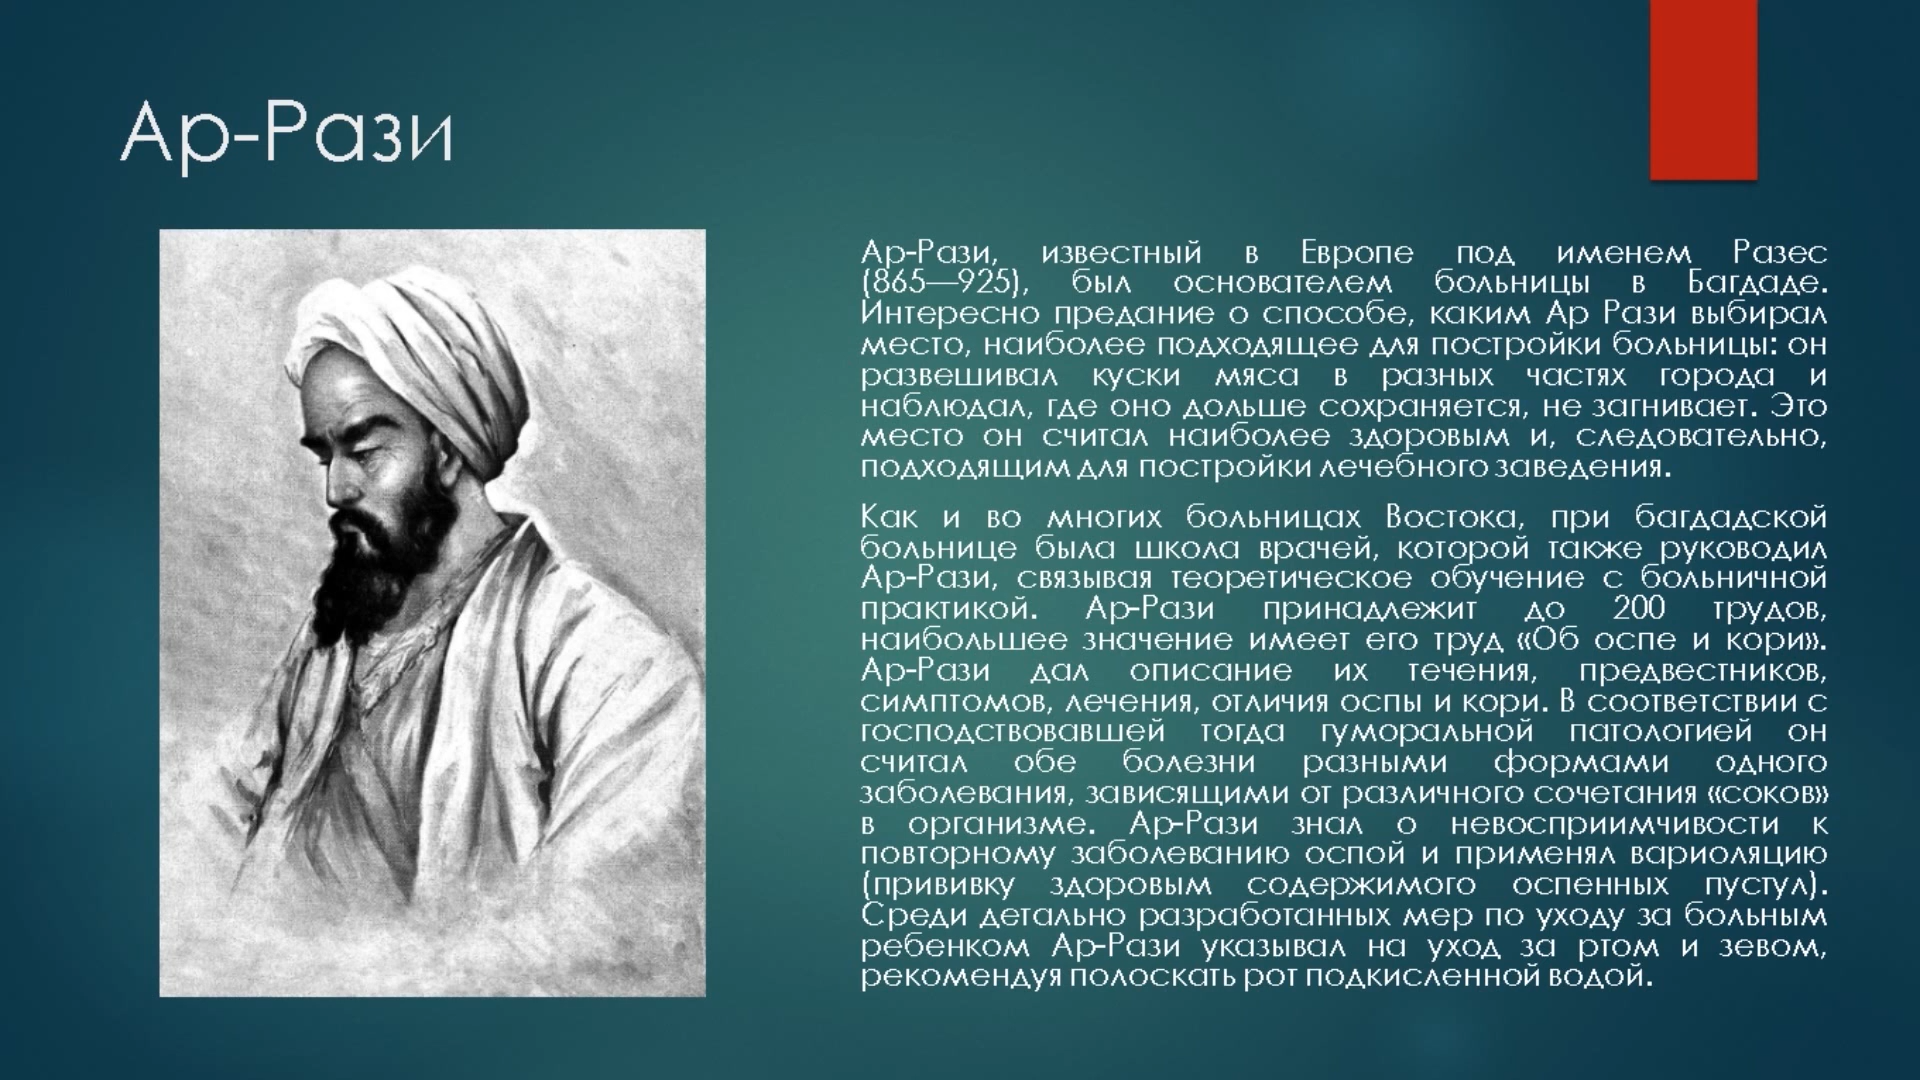 Ар-Рази
Ар-Рази, известный в Европе под именем Разес
(865—925), был основателем больницы в Багдаде.
Интересно предание о способе, каким Ар Рази выбирал
место, наиболее подходящее для постройки больницы: он
развешивал куски мяса в разных частях города и
наблюдал, где оно дольше сохраняется, не загнивает. Это
место он считал наиболее здоровым и, следовательно,
подходящим для постройки лечебного заведения.
Как и во многих больницах Востока, при багдадской
больнице была школа врачей, которой также руководил
Ар-Рази, связывая теоретическое обучение с больничной
практикой. Ар-Рази принадлежит до 200 трудов,
наибольшее значение имеет его труд «Об оспе и кори».
Ар-Рази дал описание их течения, предвестников,
симптомов, лечения, отличия оспы и кори. В соответствии с
господствовавшей тогда гуморальной патологией он
считал обе болезни разными формами одного
заболевания, зависящими от различного сочетания «соков»
в организме. Ар-Рази знал о невосприимчивости к
повторному заболеванию оспой и применял вариоляцию
(прививку здоровым содержимого оспенных пустул).
Среди детально разработанных мер по уходу за больным
ребенком Ар-Рази указывал на уход за ртом и зевом,
рекомендуя полоскать рот подкисленной водой.